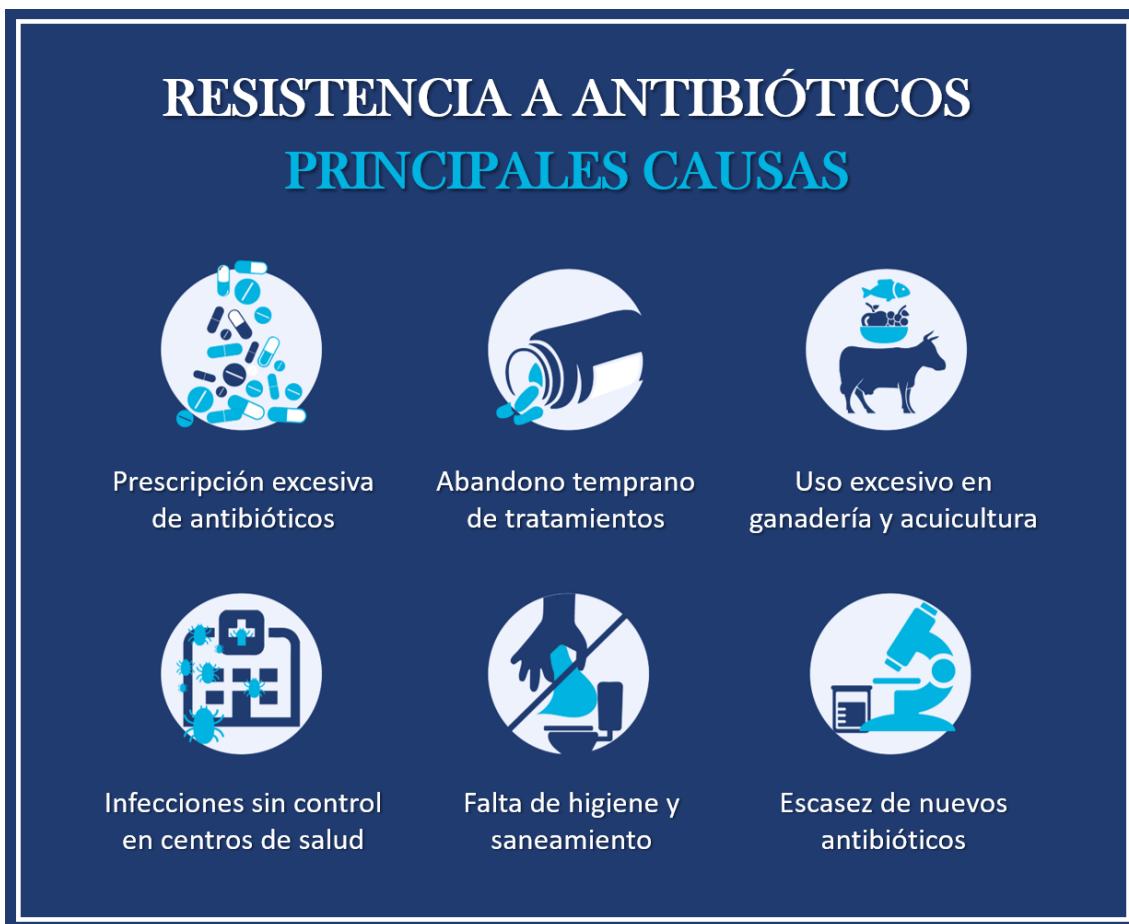 RESISTENCIA A ANTIBIÓTICOS
PRINCIPALES CAUSAS
Prescripción excesiva
de antibióticos
Abandono temprano
de tratamientos
Uso excesivo en
ganadería y acuicultura
Infecciones sin control
en centros de salud
Falta de higiene y
saneamiento
Escasez de nuevos
antibióticos